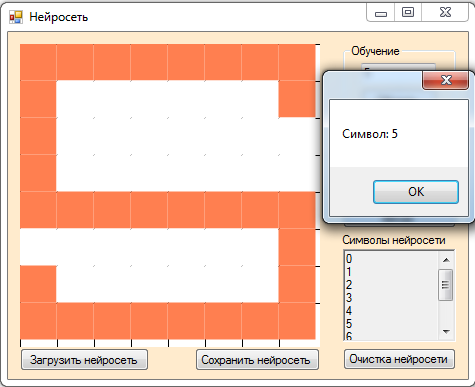 Нейросеть
Обучение
Символ: 5
OK
Символы нейросети
0
1
2
3
4
5
6
Загрузить нейросеть
Сохранить нейросеть
Очистка нейросети